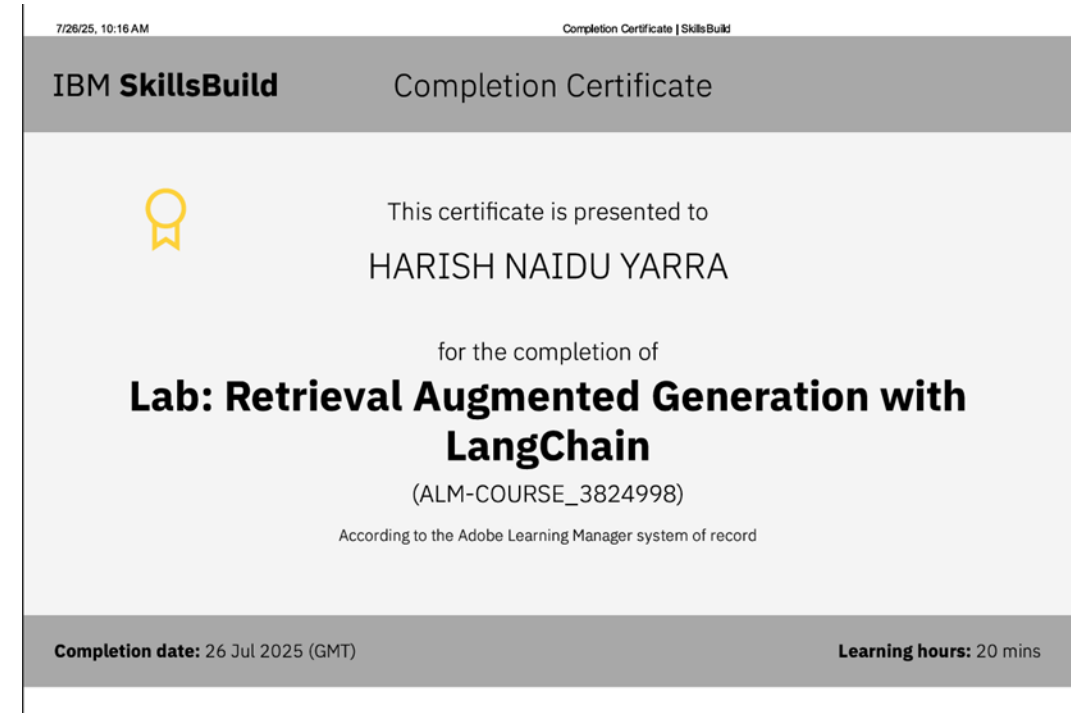 7/26/25, 10:16 AM
Completion Certificate | SkillsBuild
IBM SkillsBuild
Completion Certificate
This certificate is presented to
HARISH NAIDU YARRA
for the completion of
Lab: Retrieval Augmented Generation with
LangChain
(ALM-COURSE_3824998)
According to the Adobe Learning Manager system of record
Completion date: 26 Jul 2025 (GMT)
Learning hours: 20 mins